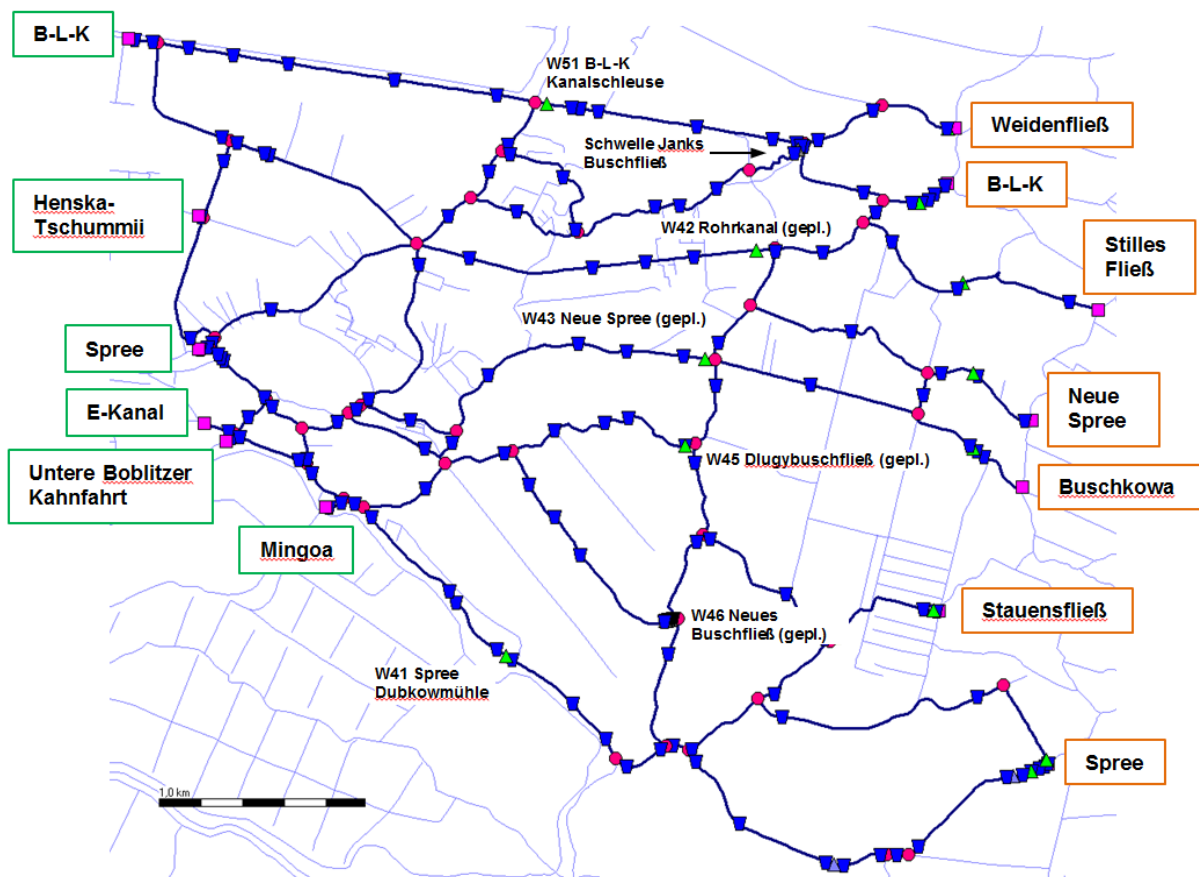 B-L-K
W51 B-L-K
Kanalschleuse
Weidenfließ
Schwelle Janks
Buschfließ
B-L-K
Henska-
Tschummii
W42 Rohrkanal (gepl.)
Stilles
Fließ
W43 Neue Spree (gepl.)
Spree
E-Kanal
Neue
Spree
Untere Boblitzer
Kahnfahrt
W45 Dlugybuschfließ (gepl.)
Buschkowa
Mingoa
W46 Neues
Buschfließ (gepl.)
Stauensfließ
W41 Spree
Dubkowmühle
Spree
1,0 km